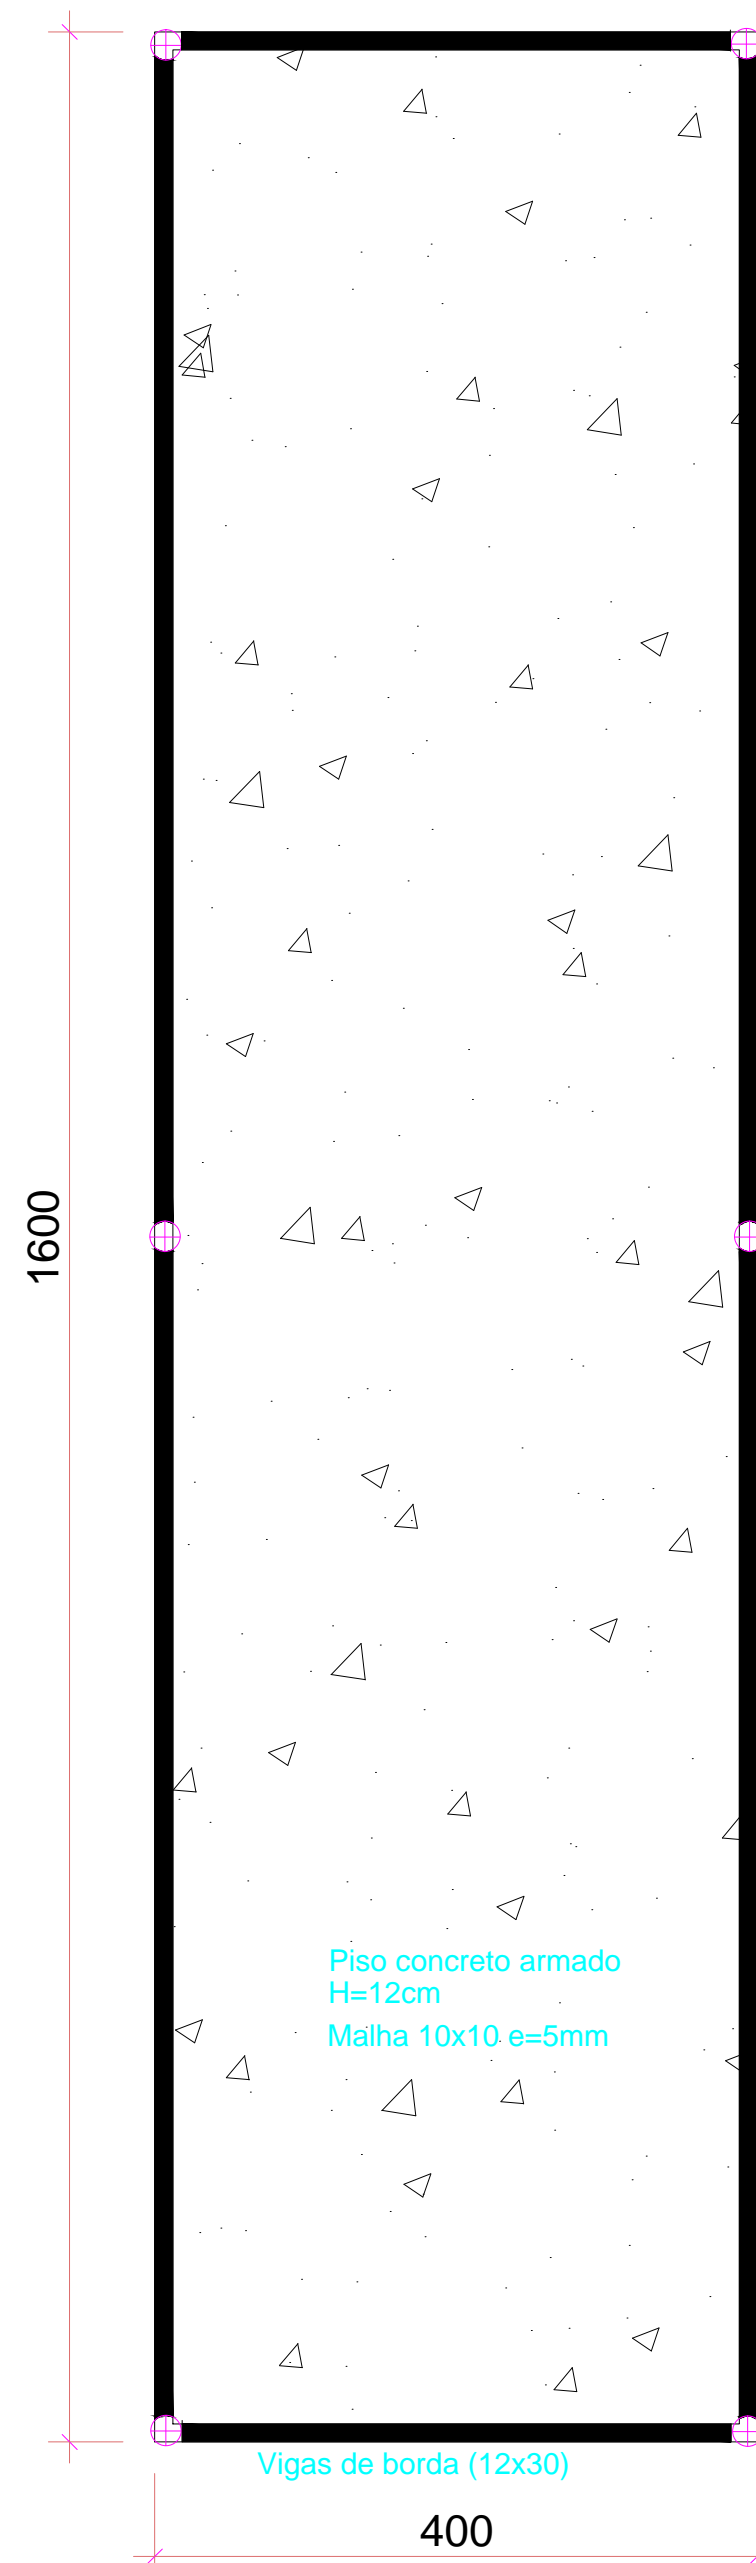 1600
Piso concreto armado
H=12cm
Malha 10x10 e=5mm
Vigas de borda (12x30)
400